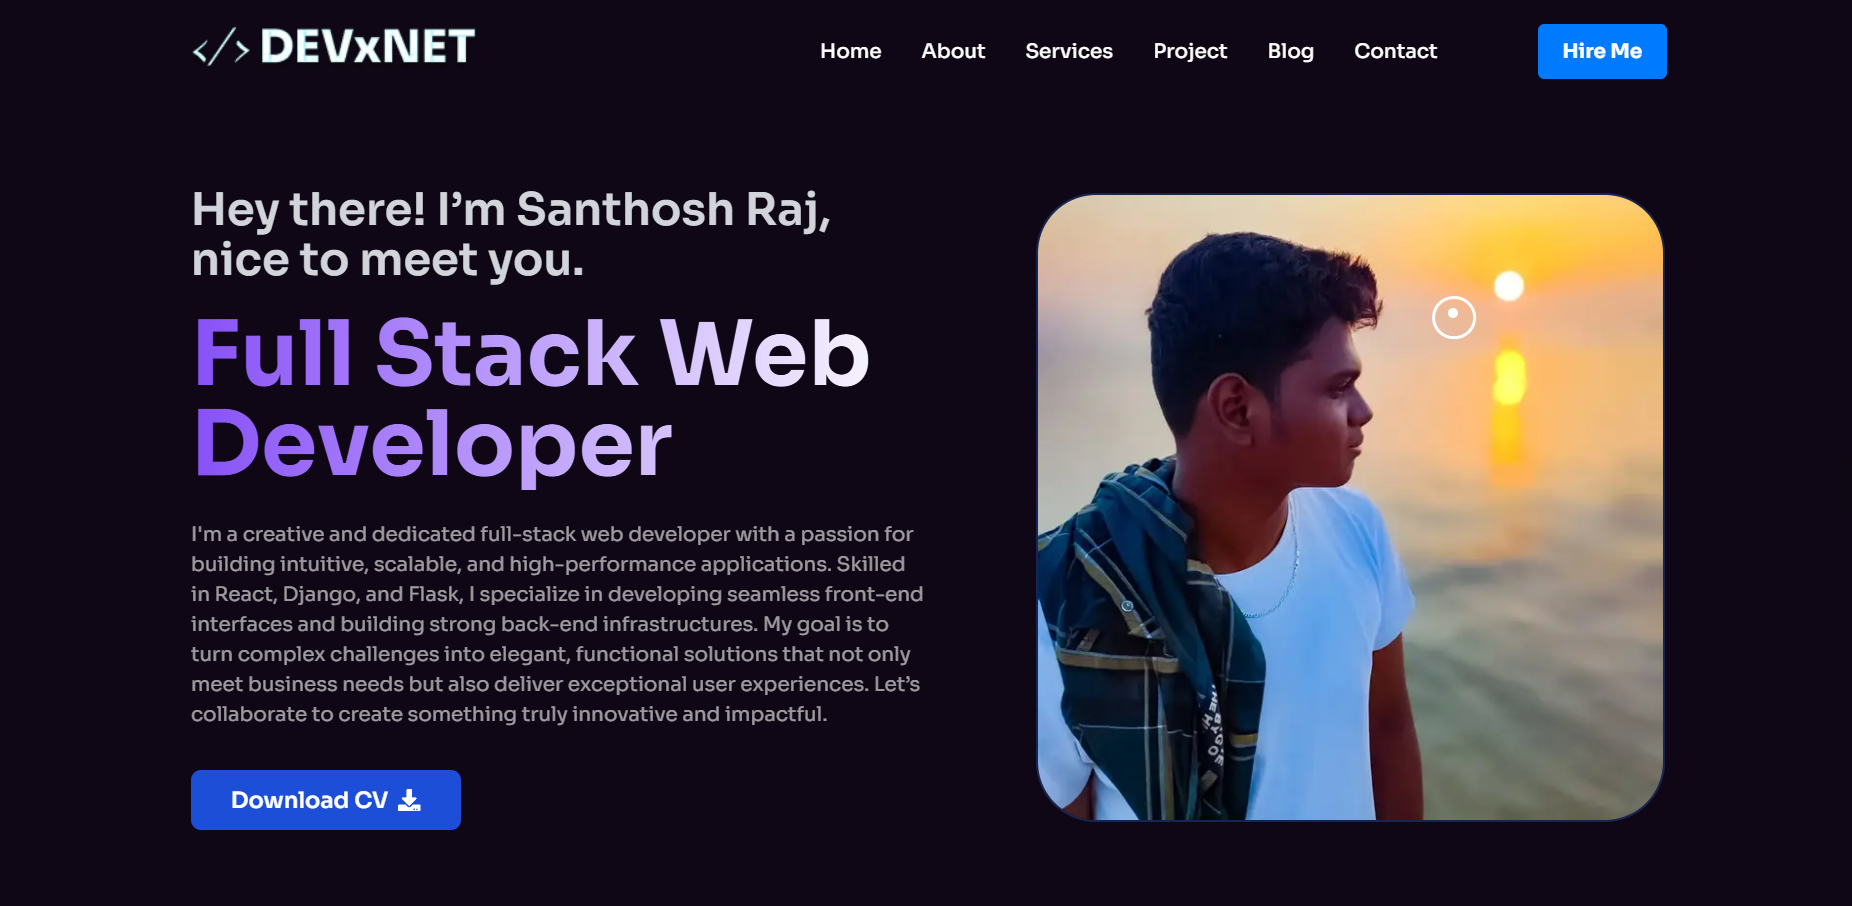 </> DEVxNET
Home About Services Project Blog Contact
Hire Me
Hey there! I’m Santhosh Raj,
nice to meet you.
Full Stack Web
Developer
I'm a creative and dedicated full-stack web developer with a passion for
building intuitive, scalable, and high-performance applications. Skilled
in React, Django, and Flask, I specialize in developing seamless front-end
interfaces and building strong back-end infrastructures. My goal is to
turn complex challenges into elegant, functional solutions that not only
meet business needs but also deliver exceptional user experiences. Let’s
collaborate to create something truly innovative and impactful.
Download CV